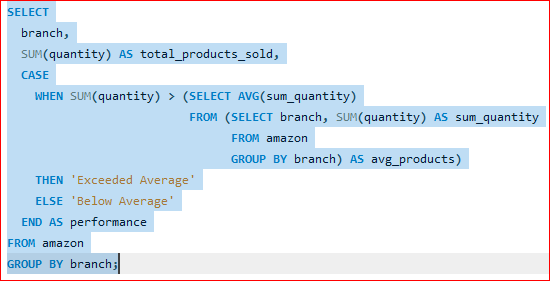 SELECT
branch,
SUM(quantity) AS total_products_sold,
CASE
WHEN SUM(quantity) > (SELECT AVG(sum_quantity)
FROM (SELECT branch, SUM(quantity) AS sum_quantity
FROM amazon
GROUP BY branch) AS avg_products)
THEN 'Exceeded Average'
ELSE 'Below Average'
END AS performance
FROM amazon
GROUP BY branch;